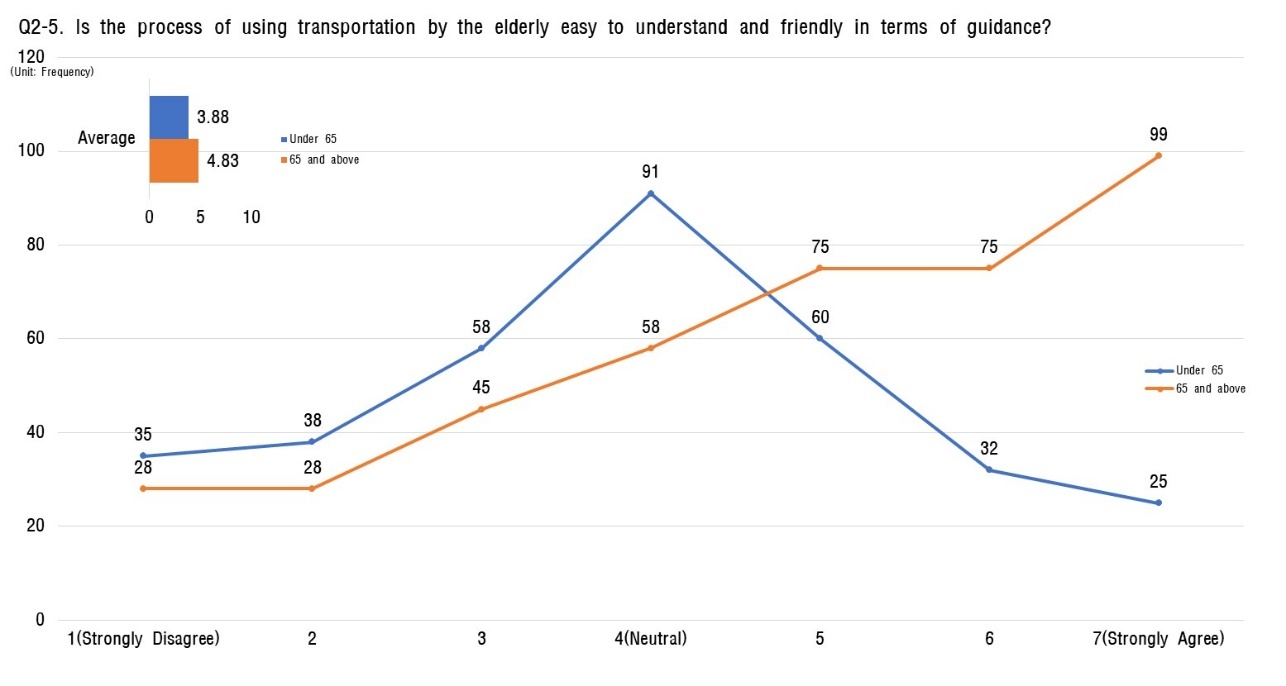 Q2-5. Is the process of using transportation by the elderly easy to understand and friendly in terms of guidance?
120
(Unit: Frequency)
3.88
Average
Under 65
4.83
65 and above
0 5 10
100
80
60
40
20
0
35
38
58
91
60
32
25
28
28
45
58
75
75
99
Under 65
65 and above
1(Strongly Disagree) 2 3 4(Neutral) 5 6 7(Strongly Agree)